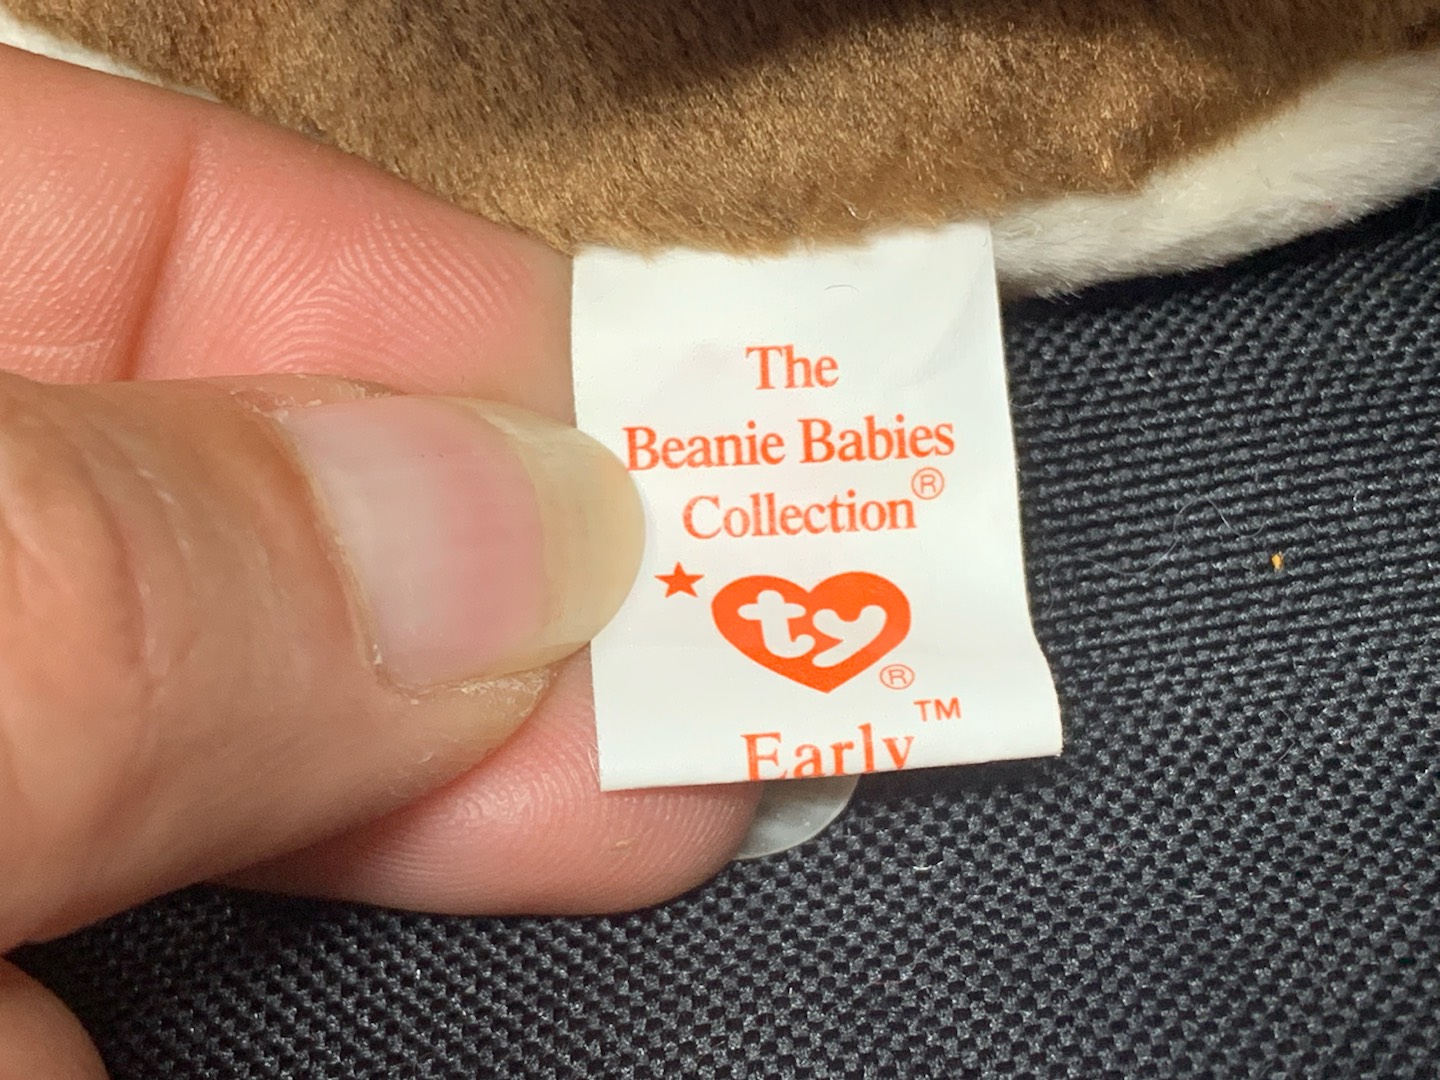 The
Beanie Babies
Collection®
★ ty®
Early™